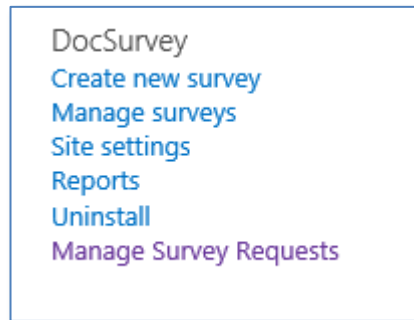 DocSurvey
Create new survey
Manage surveys
Site settings
Reports
Uninstall
Manage Survey Requests